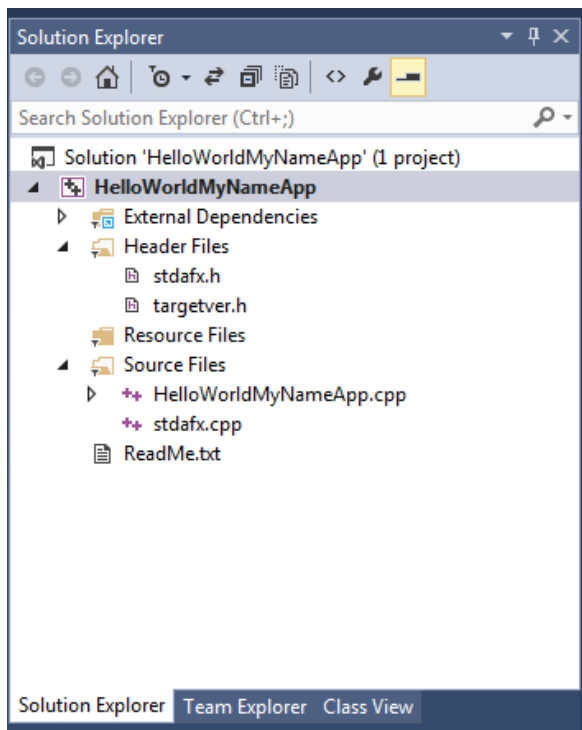 Solution Explorer
Search Solution Explorer (Ctrl+;)
Solution 'HelloWorldMyNameApp' (1 project)
HelloWorldMyNameApp
External Dependencies
Header Files
stdafx.h
targetver.h
Resource Files
Source Files
HelloWorldMyNameApp.cpp
stdafx.cpp
ReadMe.txt
Solution Explorer Team Explorer Class View